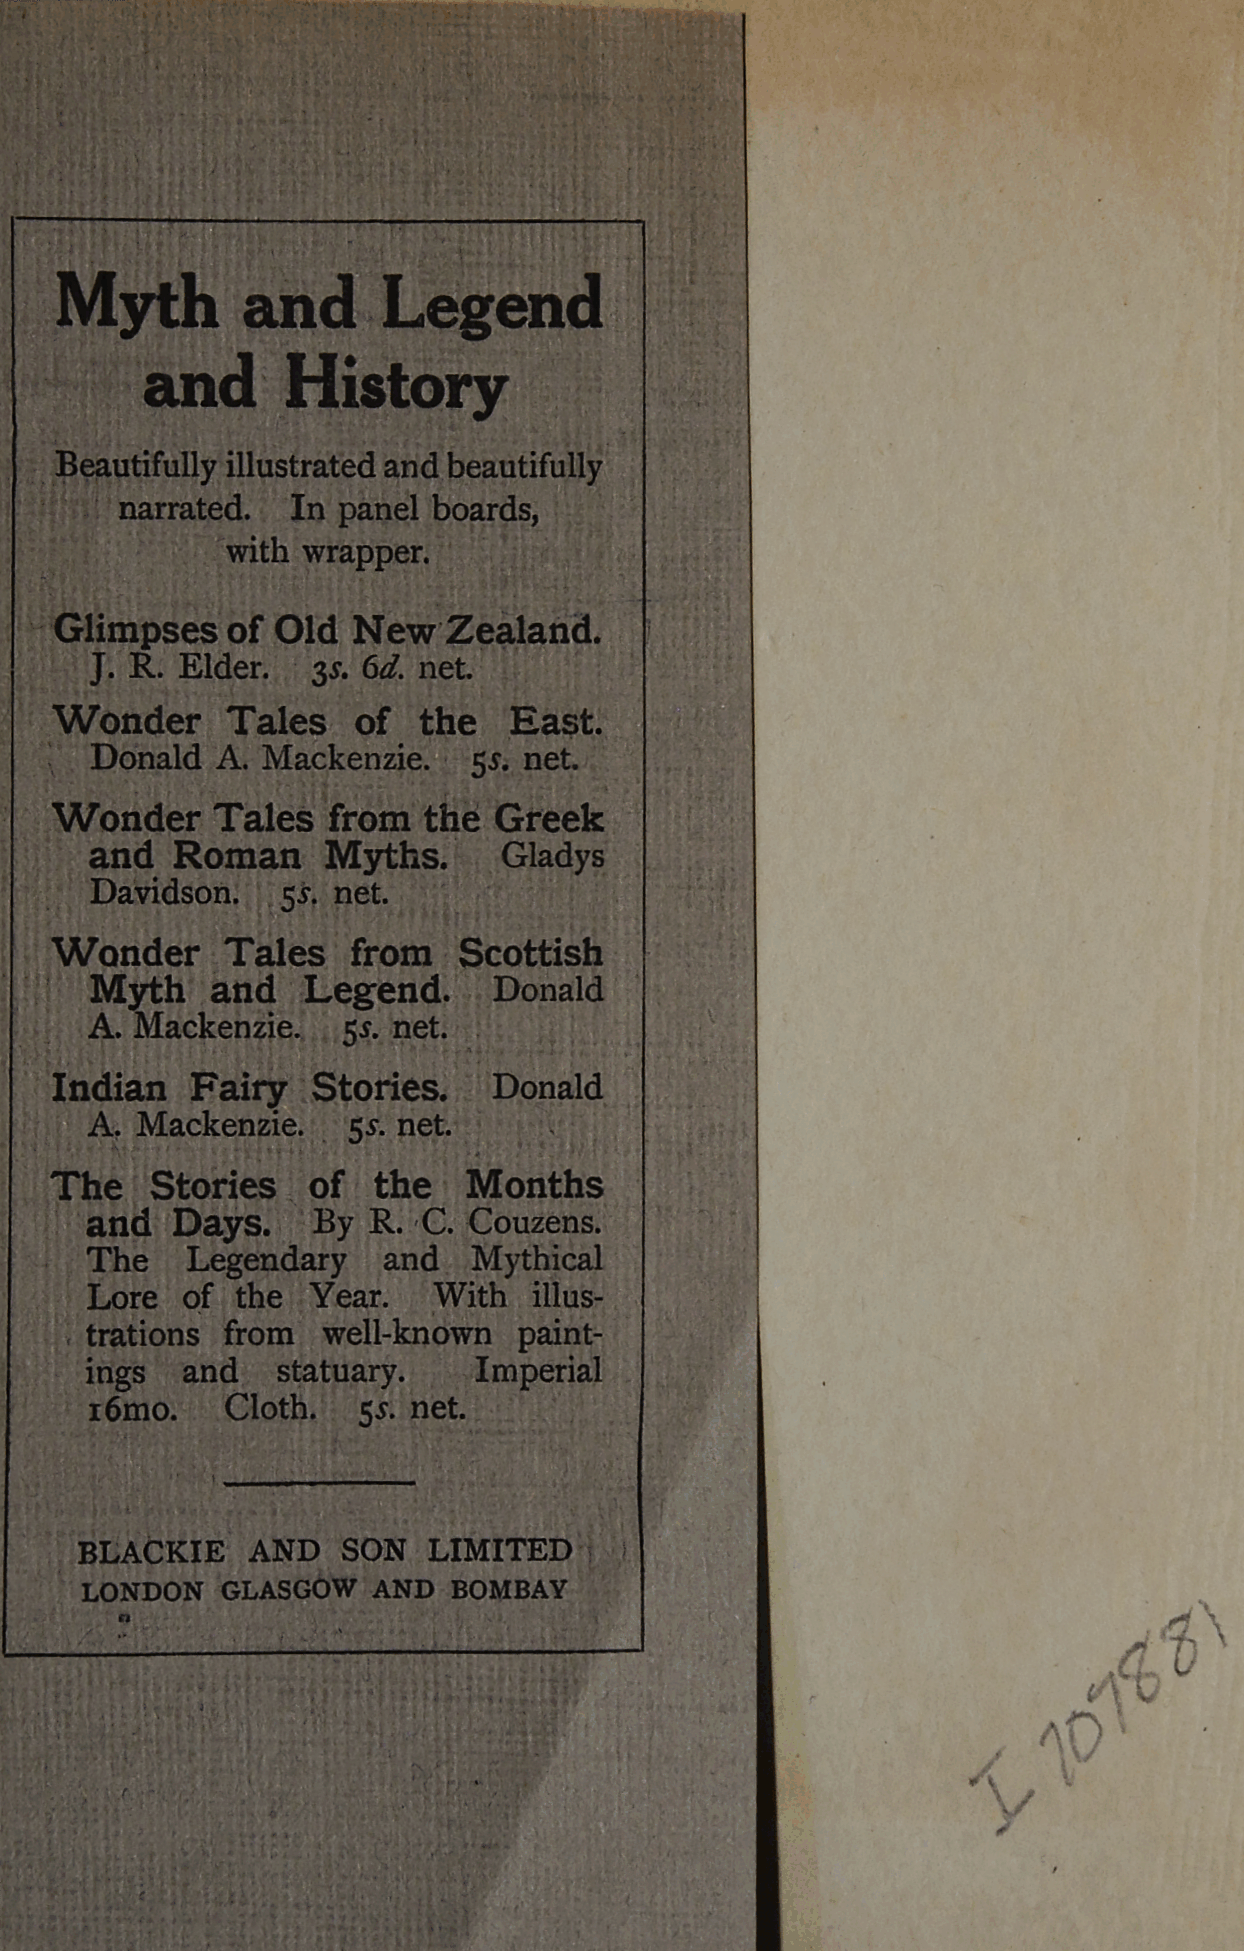 Myth and Legend
and History
Beautifully illustrated and beautifully
narrated. In panel boards,
with wrapper.
Glimpses of Old New Zealand.
J. R. Elder. 3s. 6d. net.
Wonder Tales of the East.
Donald A. Mackenzie. 5s. net.
Wonder Tales from the Greek
and Roman Myths. Gladys
Davidson. 5s. net.
Wonder Tales from Scottish
Myth and Legend. Donald
A. Mackenzie. 5s. net.
Indian Fairy Stories. Donald
A. Mackenzie. 5s. net.
The Stories of the Months
and Days. By R. C. Couzens.
The Legendary and Mythical
Lore of the Year. With illus-
trations from well-known paint-
ings and statuary. Imperial
16mo. Cloth. 5s. net.
BLACKIE AND SON LIMITED
LONDON GLASGOW AND BOMBAY
I 709881